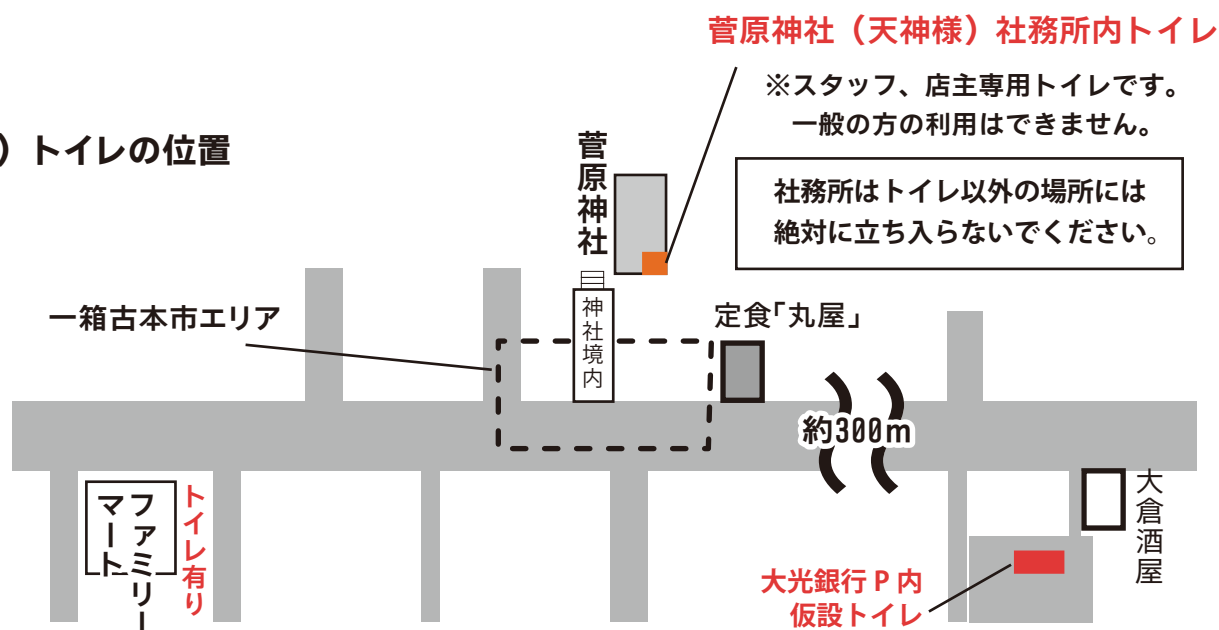 菅原神社（天神様）社務所内トイレ
※スタッフ、店主専用トイレです。
一般の方の利用はできません。
）トイレの位置
菅原神社
社務所はトイレ以外の場所には
絶対に立ち入らないでください。
一箱古本市エリア
神社境内
定食「丸屋」
約300m
ファミリー
マート
トイレ有り
大倉酒屋
大光銀行 P 内
仮設トイレ